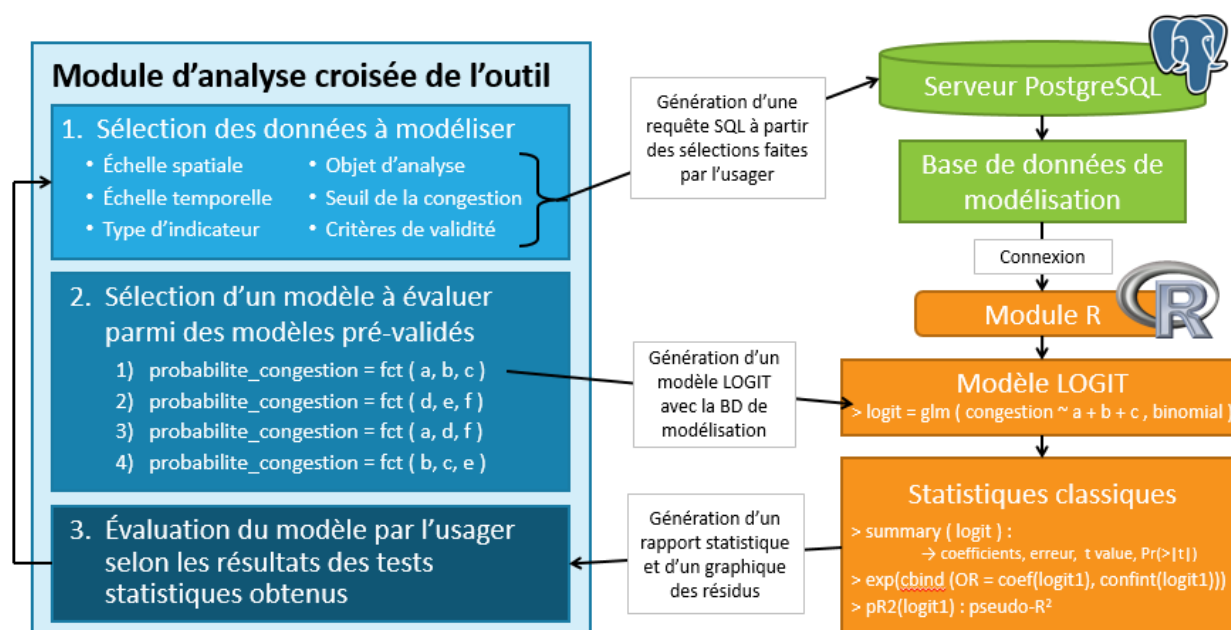 Module d'analyse croisée de l'outil
1. Sélection des données à modéliser
• Échelle spatiale
• Échelle temporelle
• Type d'indicateur
• Objet d'analyse
• Seuil de la congestion
• Critères de validité
2. Sélection d'un modèle à évaluer
parmi des modèles pré-validés
1) probabilite_congestion = fct ( a, b, c )
2) probabilite_congestion = fct ( d, e, f )
3) probabilite_congestion = fct ( a, d, f )
4) probabilite_congestion = fct ( b, c, e )
3. Évaluation du modèle par l'usager
selon les résultats des tests
statistiques obtenus
Génération d'une
requête SQL à partir
des sélections faites
par l'usager
Génération d'un
modèle LOGIT
avec la BD de
modélisation
Génération d'un
rapport statistique
et d'un graphique
des résidus
Serveur PostgreSQL
Base de données de
modélisation
Connexion
Module R
R
Modèle LOGIT
> logit = glm ( congestion ~ a + b + c , binomial )
Statistiques classiques
> summary ( logit ) :
→ coefficients, erreur, t value, Pr(>|t|)
> exp(cbind (OR = coef(logit1), confint(logit1)))
> pR2(logit1) : pseudo-R²